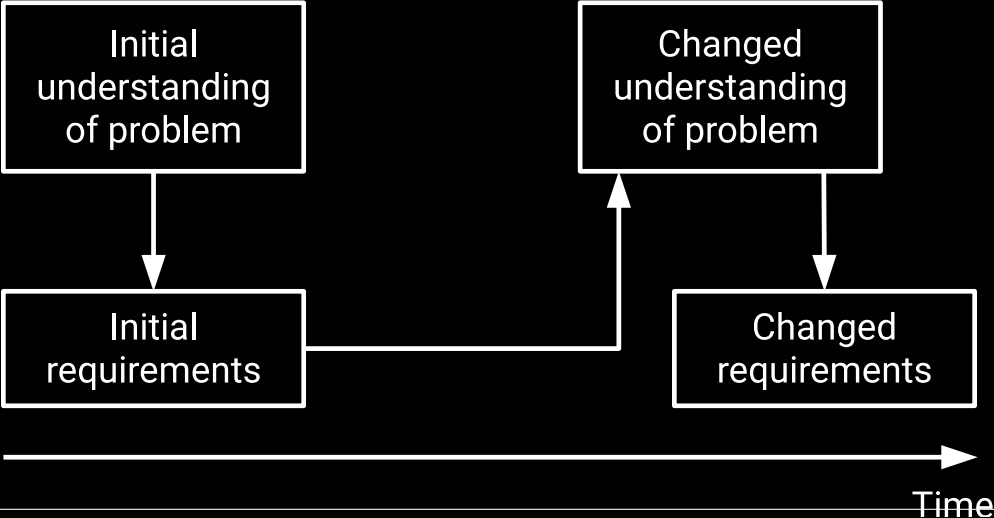 Initial
understanding
of problem
Changed
understanding
of problem
Initial
requirements
Changed
requirements
Time